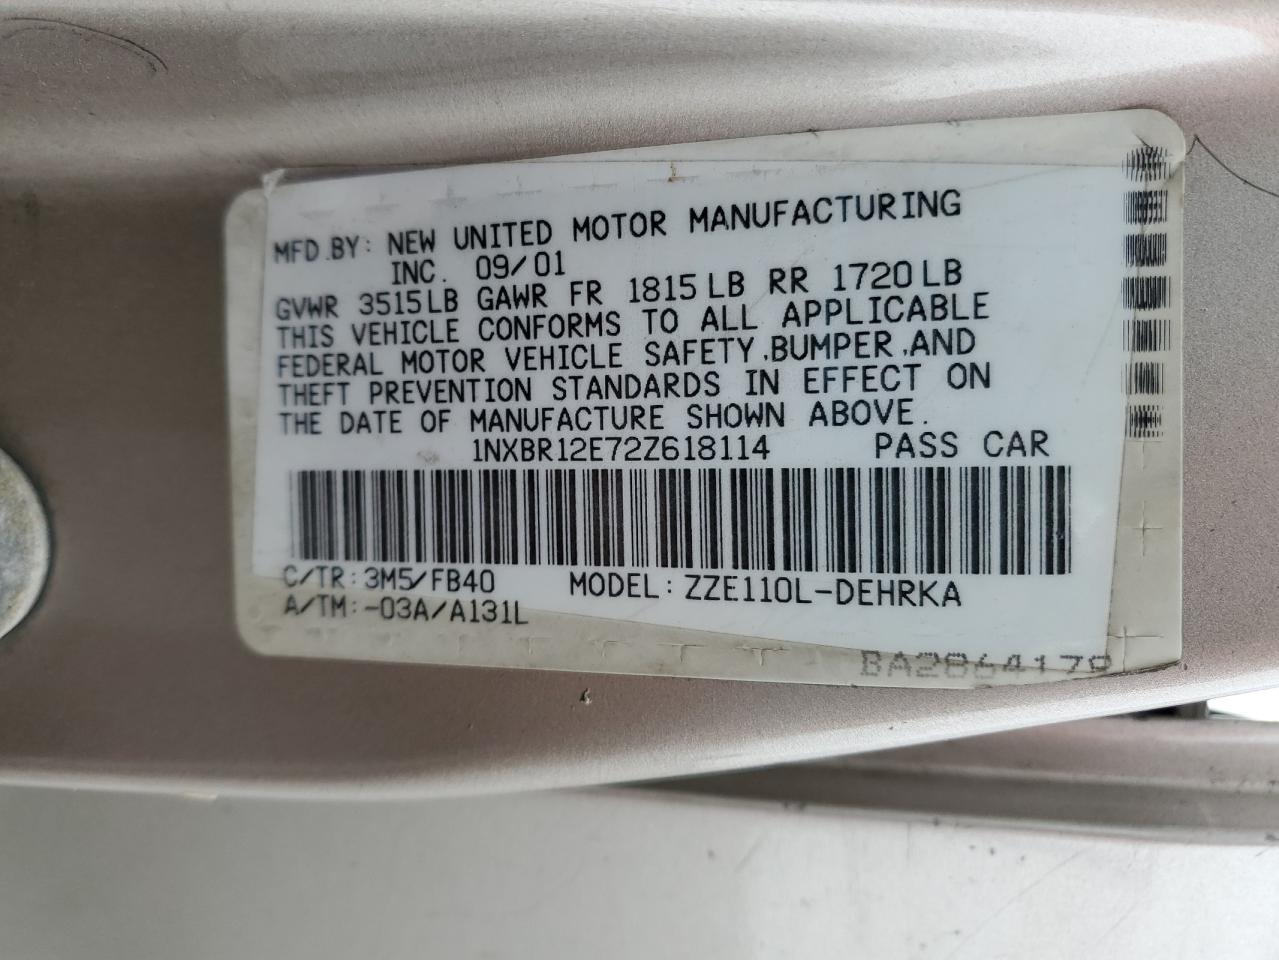 MFD.BY: NEW UNITED MOTOR MANUFACTURING
INC. 09/01
GVWR 3515LB GAWR FR 1815LB RR 1720LB
THIS VEHICLE CONFORMS TO ALL APPLICABLE
FEDERAL MOTOR VEHICLE SAFETY,BUMPER,AND
THEFT PREVENTION STANDARDS IN EFFECT ON
THE DATE OF MANUFACTURE SHOWN ABOVE.
1NXBR12E72Z618114 PASS CAR
C/TR:3M5/FB40 MODEL:ZZE110L-DEHRKA
A/TM:-03A/A131L
BA2864179